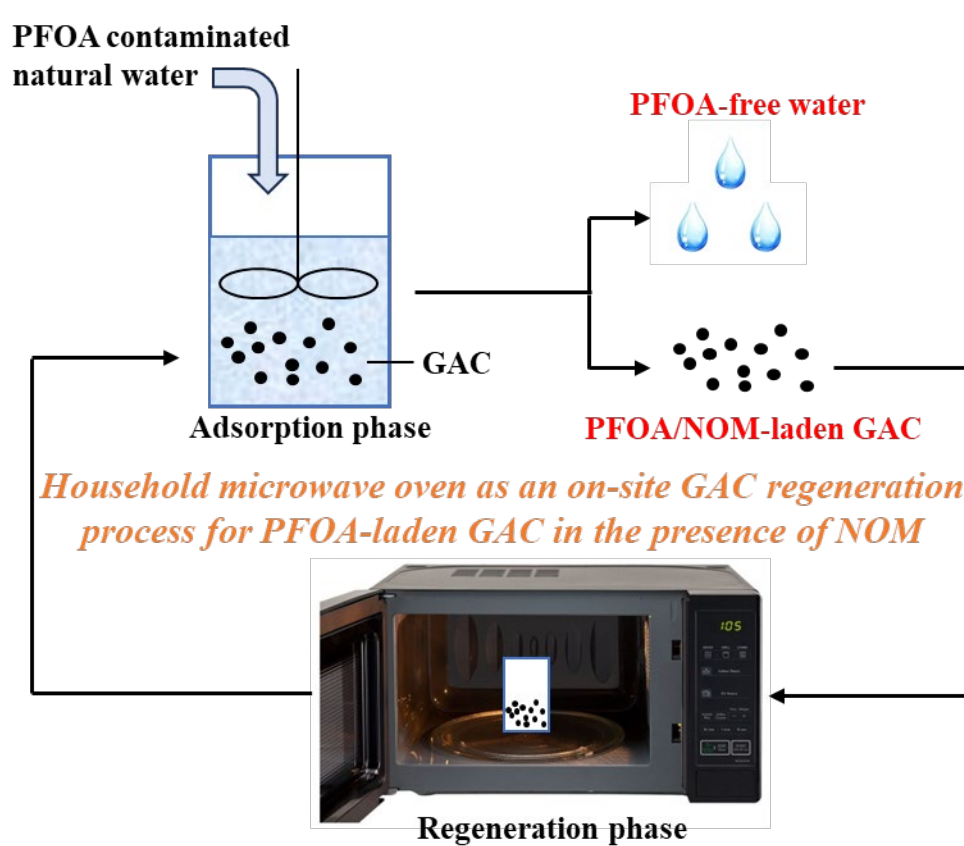 PFOA contaminated
natural water
PFOA-free water
GAC
Adsorption phase
PFOA/NOM-laden GAC
Household microwave oven as an on-site GAC regeneration
process for PFOA-laden GAC in the presence of NOM
105
Regeneration phase